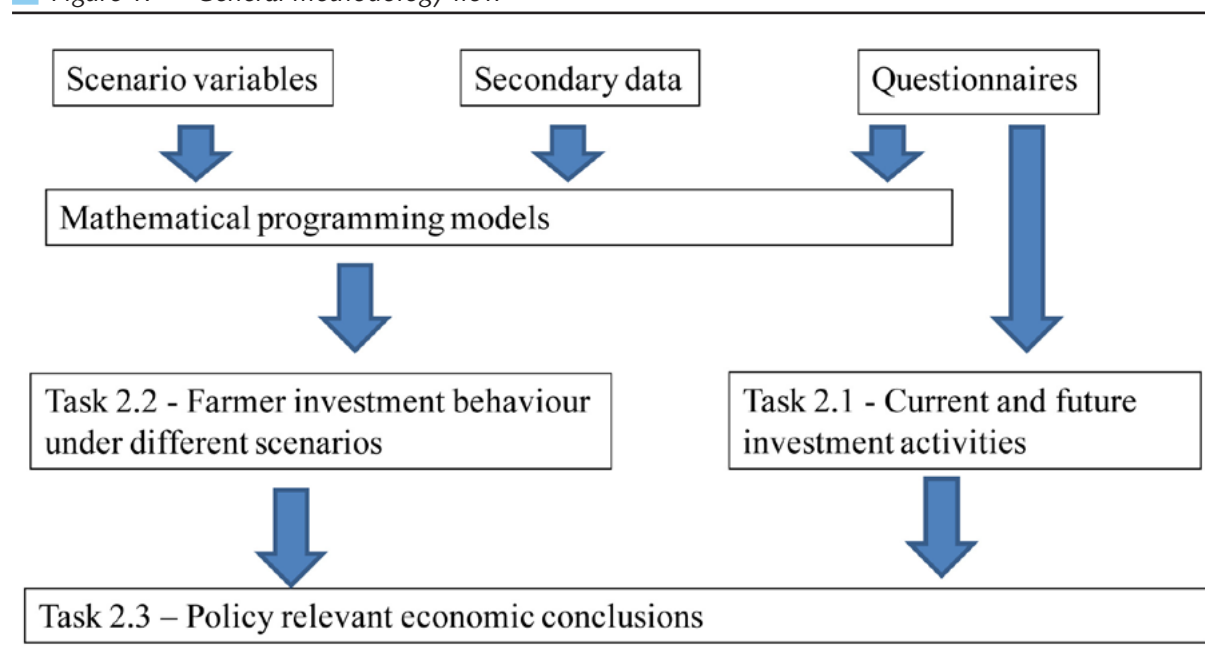 Figure 1: General methodology flow
Scenario variables
Secondary data
Questionnaires
Mathematical programming models
Task 2.2 - Farmer investment behaviour
under different scenarios
Task 2.1 - Current and future
investment activities
Task 2.3 – Policy relevant economic conclusions